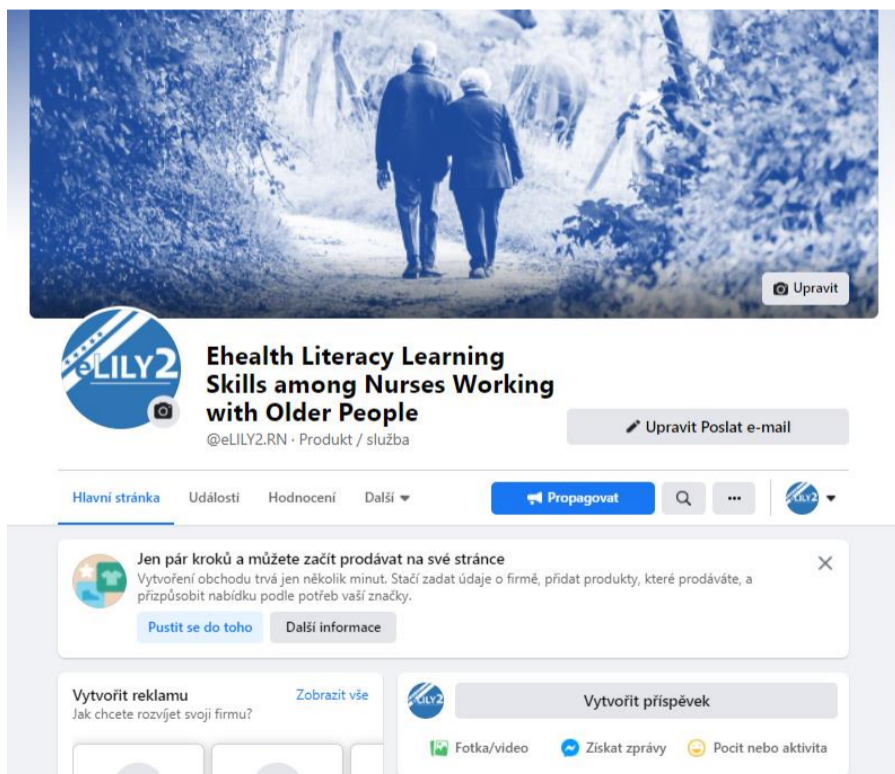 Upravit
eLILY2
Ehealth Literacy Learning
Skills among Nurses Working
with Older People
@eLILY2.RN · Produkt / služba
Upravit Poslat e-mail
Hlavní stránka Události Hodnocení Další
Propagovat
eLILY2
Jen pár kroků a můžete začít prodávat na své stránce
Vytvoření obchodu trvá jen několik minut. Stačí zadat údaje o firmě, přidat produkty, které prodáváte, a
přizpůsobit nabídku podle potřeb vaší značky.
Pustit se do toho Další informace
Vytvořit reklamu Zobrazit vše
Jak chcete rozvíjet svoji firmu?
eLILY2
Vytvořit příspěvek
Fotka/video Získat zprávy Pocit nebo aktivita